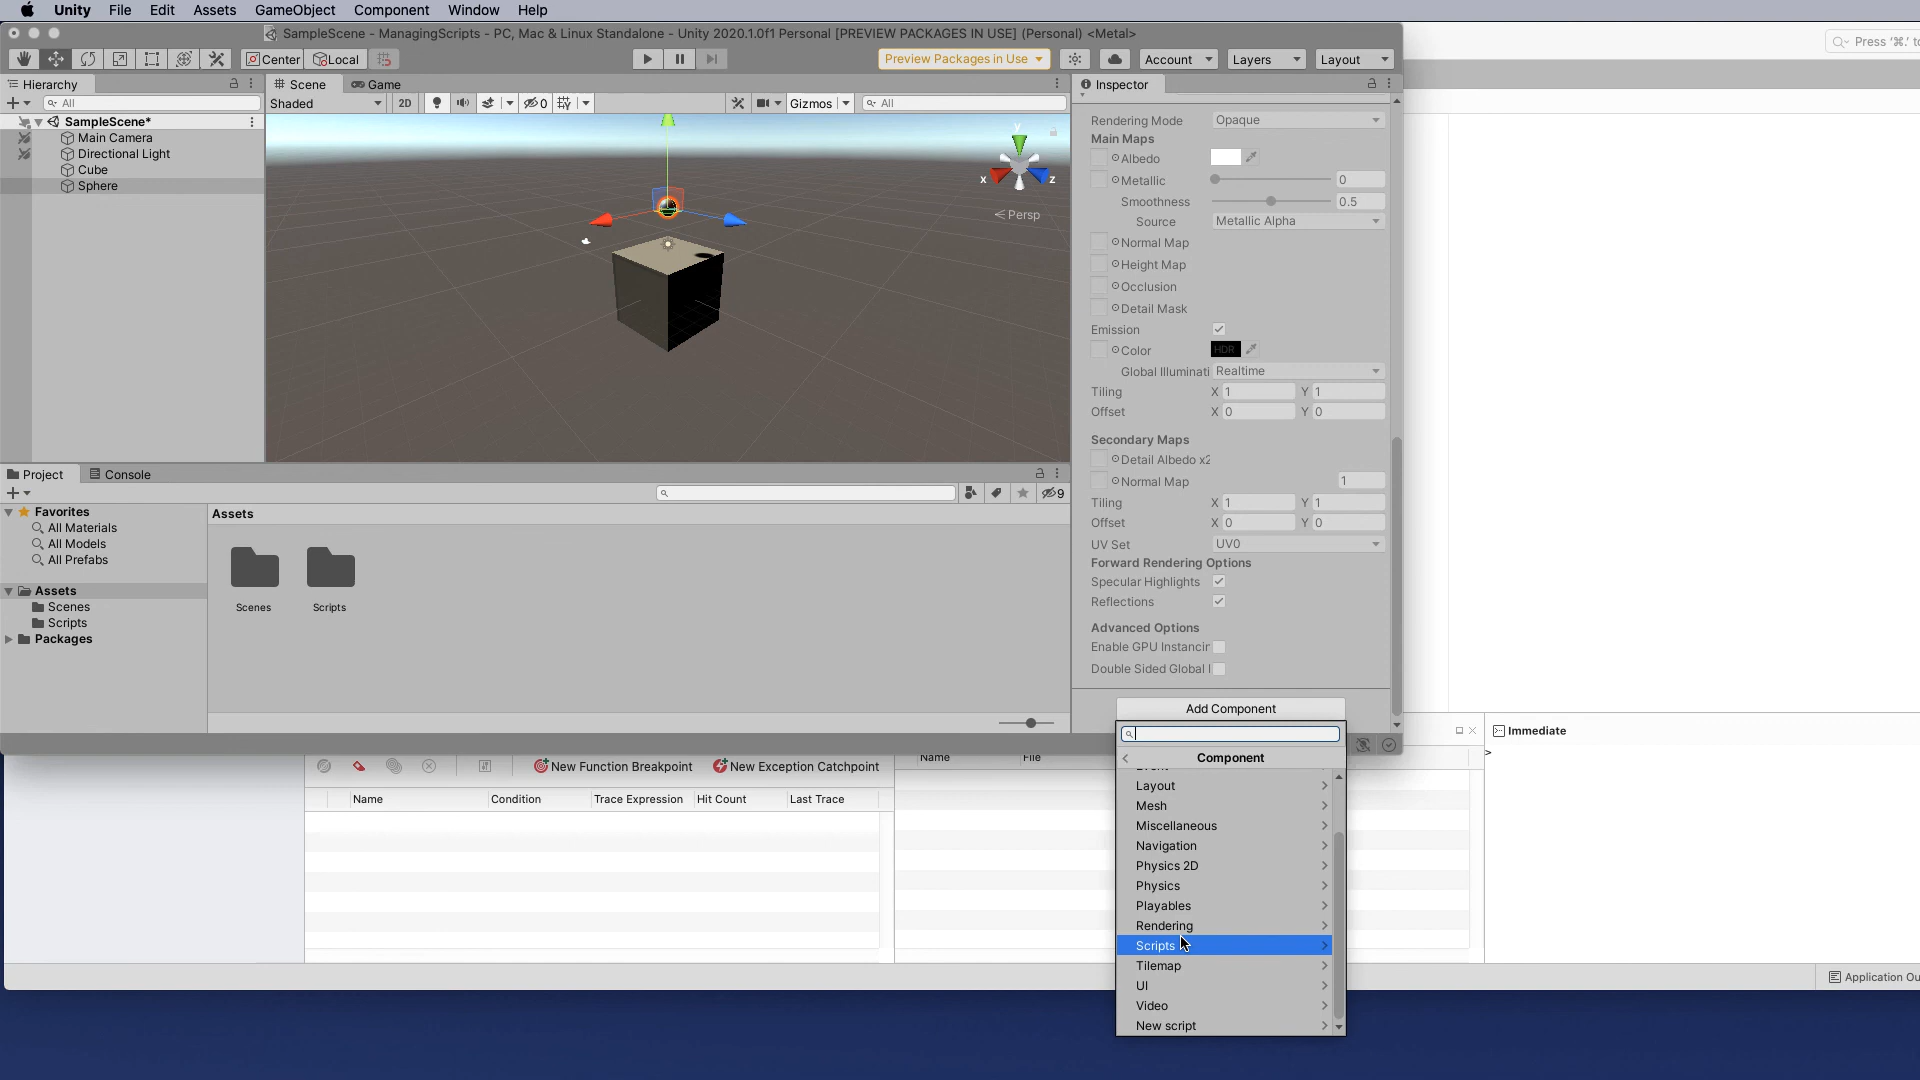 Unity File Edit Assets GameObject Component Window Help
SampleScene - ManagingScripts - PC, Mac & Linux Standalone - Unity 2020.1.0f1 Personal [PREVIEW PACKAGES IN USE] (Personal) <Metal>
Press '⌘.' to
Center Local Preview Packages in Use Account Layers Layout
Hierarchy
All
SampleScene*
Main Camera
Directional Light
Cube
Sphere
Scene Game
Shaded 2D 0 Gizmos All
y
x z
< Persp
Inspector
Rendering Mode Opaque
Main Maps
Albedo
Metallic 0
Smoothness 0.5
Source Metallic Alpha
Normal Map
Height Map
Occlusion
Detail Mask
Emission
Color HDR
Global Illuminati Realtime
Tiling X 1 Y 1
Offset X 0 Y 0
Secondary Maps
Detail Albedo x2
Normal Map 1
Tiling X 1 Y 1
Offset X 0 Y 0
UV Set UV0
Forward Rendering Options
Specular Highlights
Reflections
Advanced Options
Enable GPU Instancin
Double Sided Global I
Add Component
Component
Layout
Mesh
Miscellaneous
Navigation
Physics 2D
Physics
Playables
Rendering
Scripts
Tilemap
UI
Video
New script
Project Console
9
Favorites
All Materials
All Models
All Prefabs
Assets
Scenes
Scripts
Packages
Assets
Scenes Scripts
New Function Breakpoint New Exception Catchpoint
Name Condition Trace Expression Hit Count Last Trace
Name File
Immediate
>
Application Ou